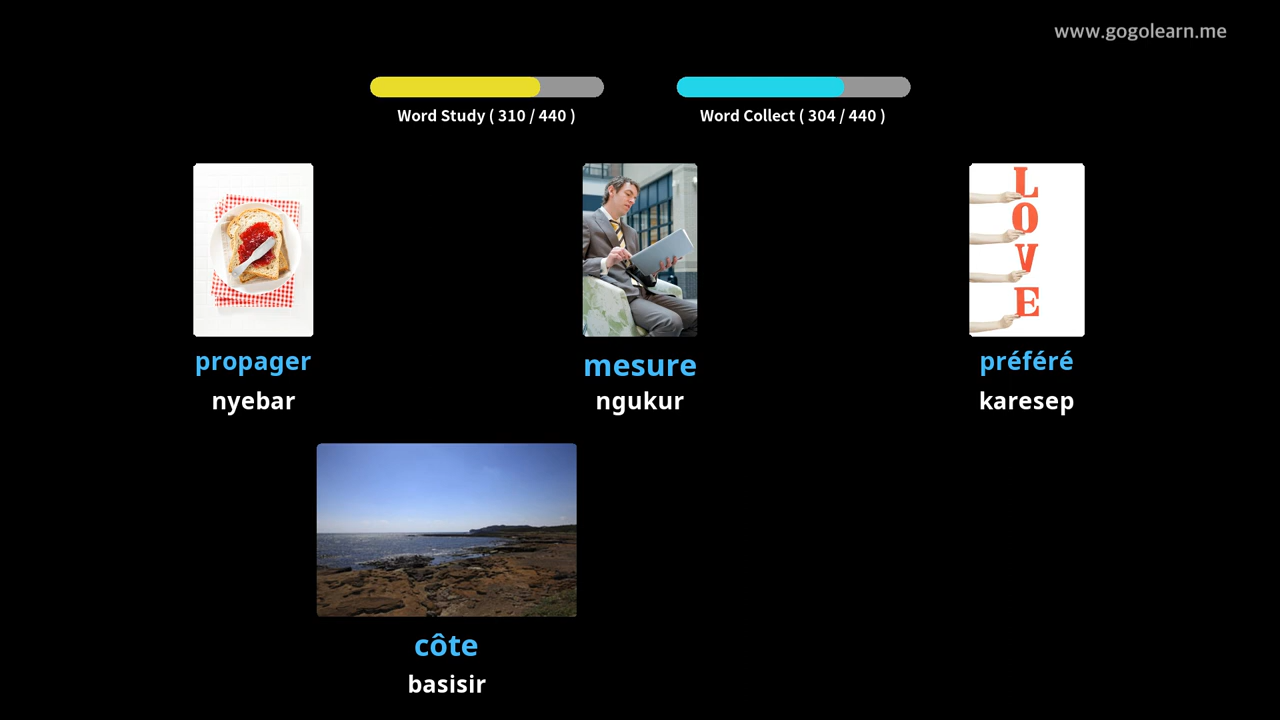 www.gogolearn.me
Word Study ( 310 / 440 )
Word Collect ( 304 / 440 )
L
O
V
E
propager
nyebar
mesure
ngukur
préféré
karesep
côte
basisir